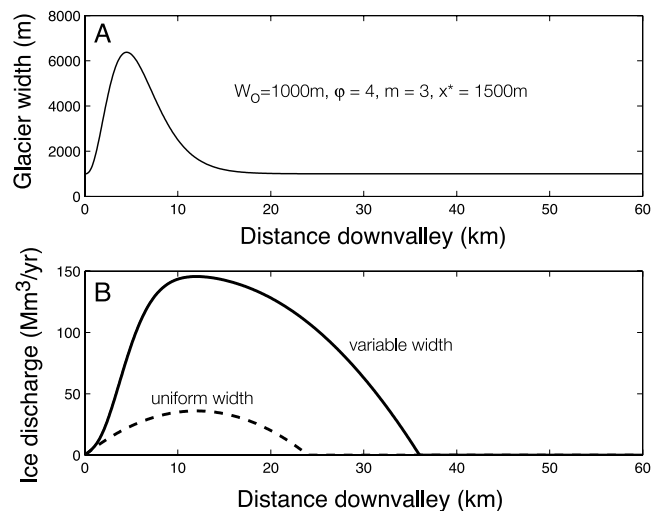 A
Glacier width (m)
8000
6000
4000
2000
0
W₀=1000m, φ = 4, m = 3, x* = 1500m
0 10 20 30 40 50 60
Distance downvalley (km)
B
Ice discharge (Mm³/yr)
150
100
50
0
variable width
uniform width
0 10 20 30 40 50 60
Distance downvalley (km)